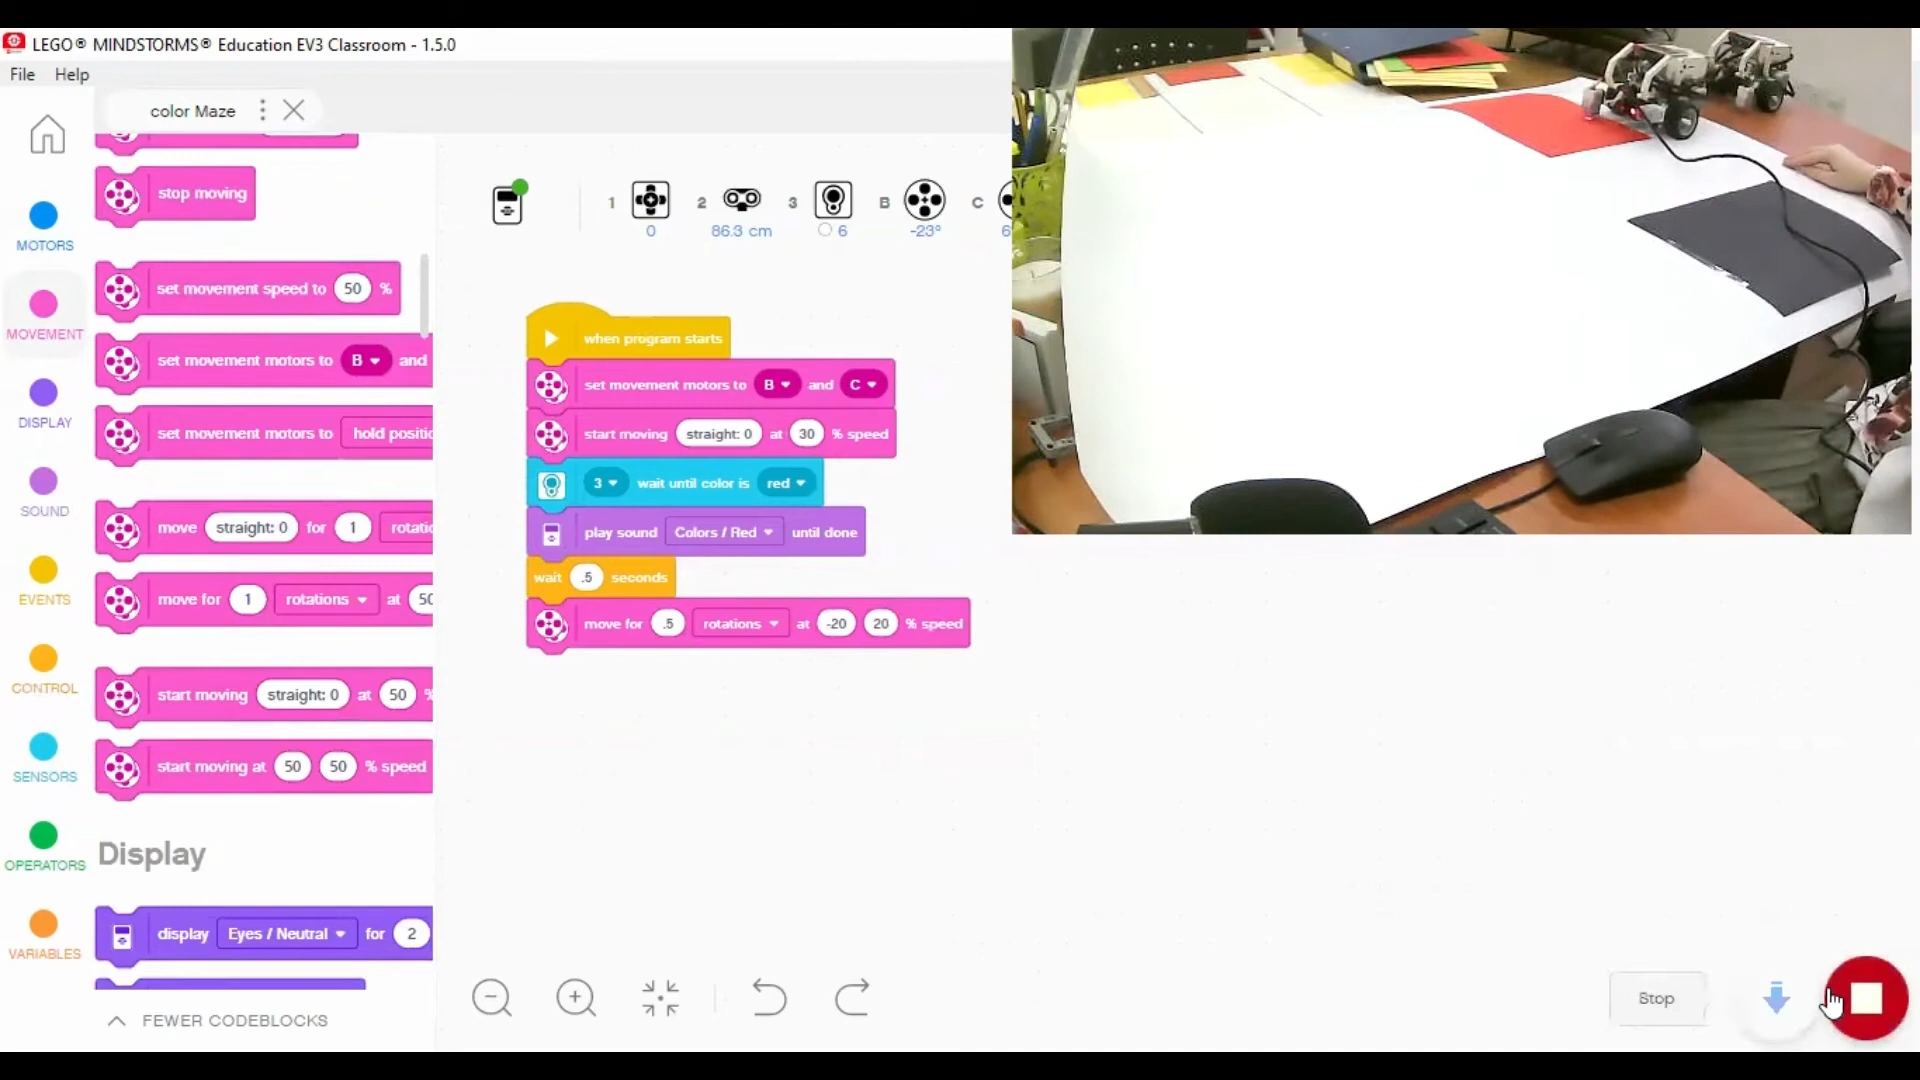 LEGO® MINDSTORMS® Education EV3 Classroom - 1.5.0
File Help
color Maze
MOTORS
MOVEMENT
DISPLAY
SOUND
EVENTS
CONTROL
SENSORS
OPERATORS
VARIABLES
stop moving
set movement speed to 50 %
set movement motors to B and
set movement motors to hold positic
move straight: 0 for 1 rotatic
move for 1 rotations at 50
start moving straight: 0 at 50 %
start moving at 50 50 % speed
Display
display Eyes / Neutral for 2
FEWER CODEBLOCKS
1 2 3 B C
0 86.3 cm 6 -23° 6
when program starts
set movement motors to B and C
start moving straight: 0 at 30 % speed
3 wait until color is red
play sound Colors / Red until done
wait .5 seconds
move for .5 rotations at -20 20 % speed
Stop